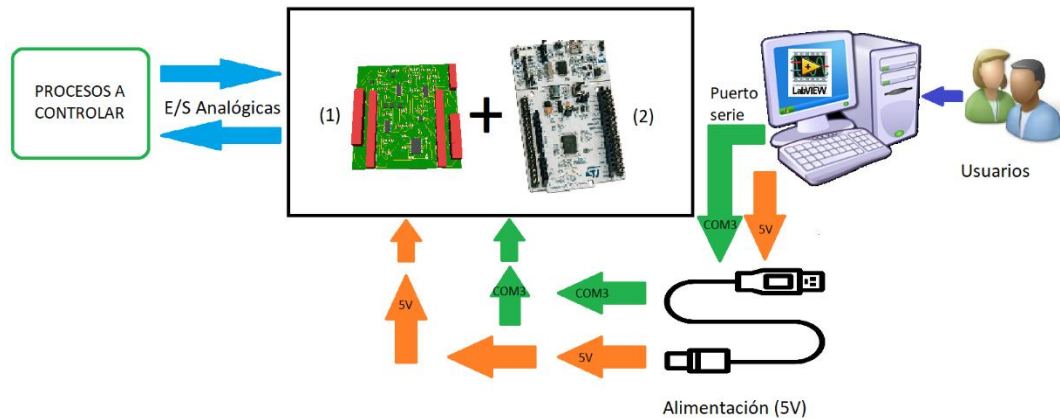 PROCESOS A
CONTROLAR
E/S Analógicas
(1)
(2)
LabVIEW
Puerto
serie
Usuarios
COM3
5V
COM3
COM3
5V
5V
Alimentación (5V)